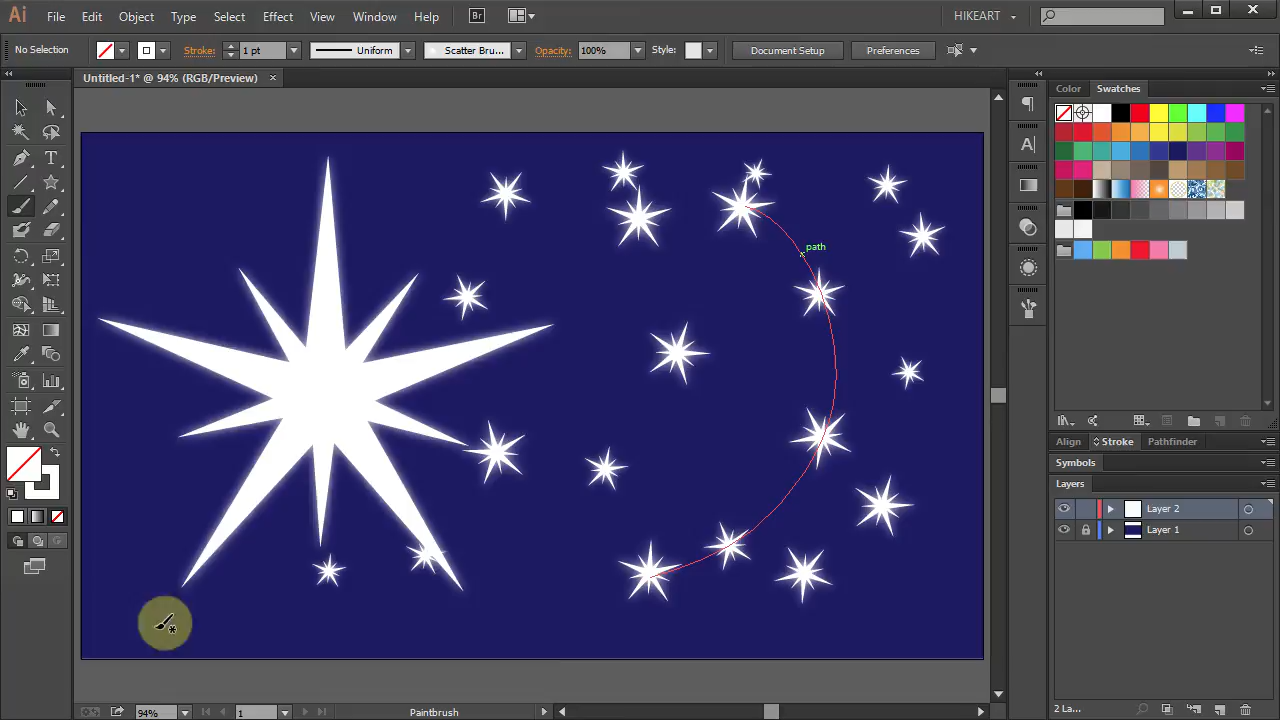 Ai File Edit Object Type Select Effect View Window Help Br HIKEART
No Selection Stroke: 1 pt Uniform Scatter Bru... Opacity: 100% Style: Document Setup Preferences
Untitled-1* @ 94% (RGB/Preview) Color Swatches
path
Align Stroke Pathfinder
Symbols
Layers
Layer 2
Layer 1
94% 1 Paintbrush 2 La...